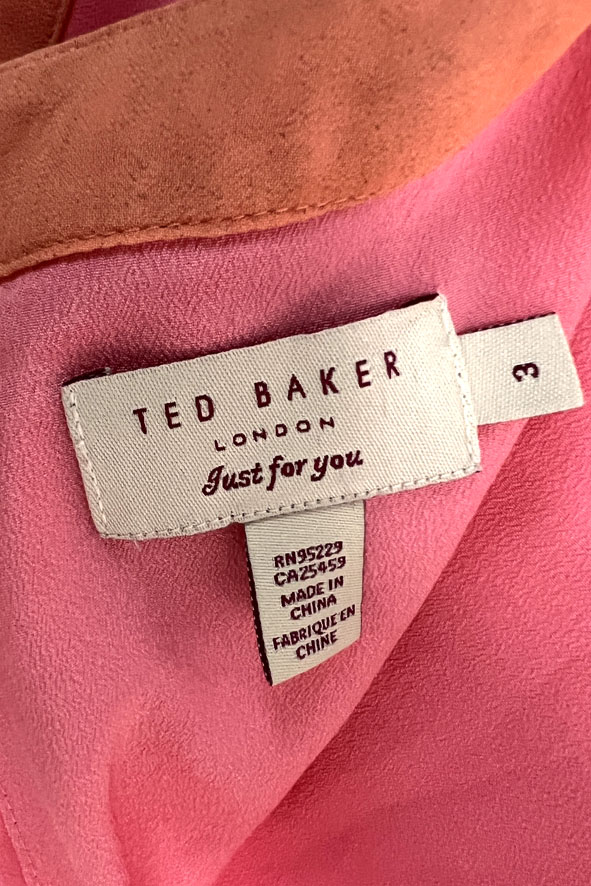 TED BAKER
LONDON
Just for you
3
RN95229
CA25459
MADE IN
CHINA
FABRIQUE EN
CHINE